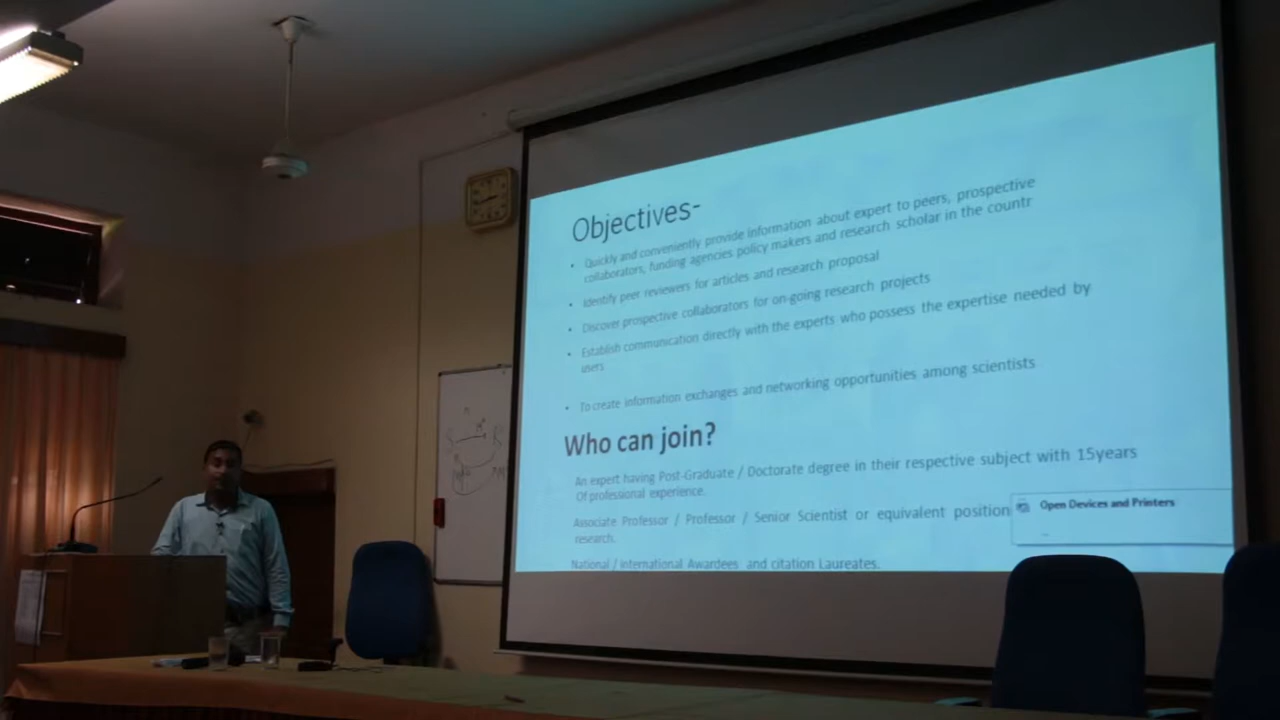 Objectives-
• Quickly and conveniently provide information about expert to peers, prospective
collaborators, funding agencies policy makers and research scholar in the countr
• Identify peer reviewers for articles and research proposal
• Discover prospective collaborators for on-going research projects
• Establish communication directly with the experts who possess the expertise needed by
users
• To create information exchanges and networking opportunities among scientists
Who can join?
An expert having Post-Graduate / Doctorate degree in their respective subject with 15years
Of professional experience.
Associate Professor / Professor / Senior Scientist or equivalent position
research.
National / International Awardees and citation Laureates.
Open Devices and Printers